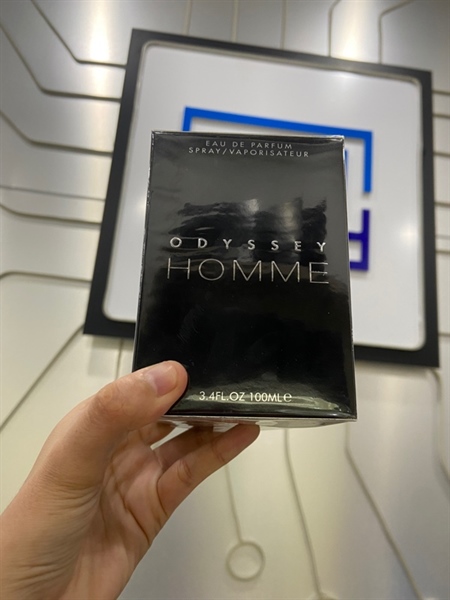 EAU DE PARFUM
SPRAY/VAPORISATEUR
ODYSSEY
HOMME
3.4FL.OZ 100ML℮